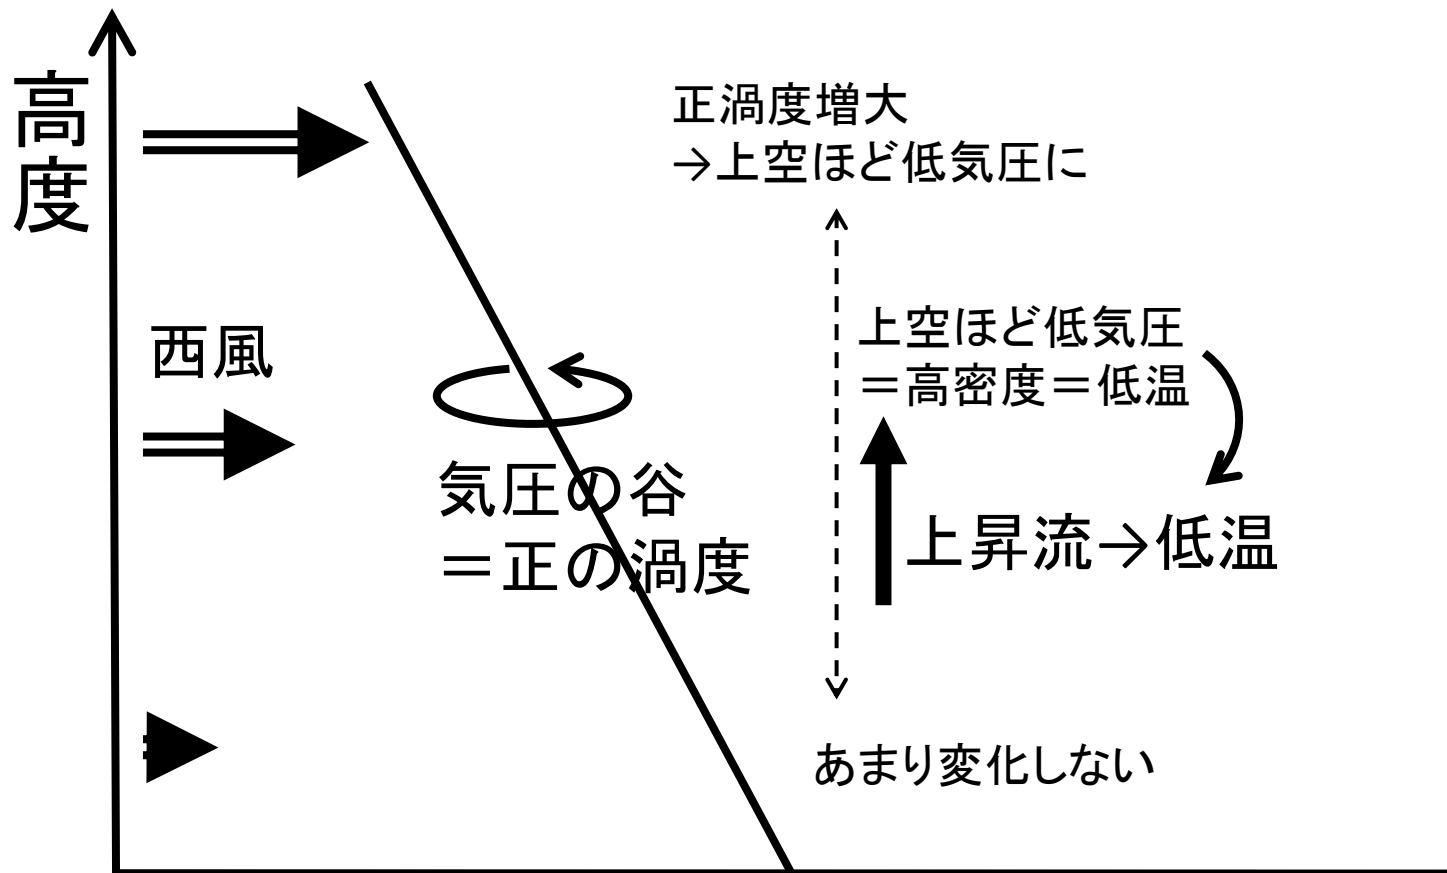 高度
正渦度増大
→上空ほど低気圧に
西風
上空ほど低気圧
＝高密度＝低温
気圧の谷
＝正の渦度
上昇流→低温
あまり変化しない